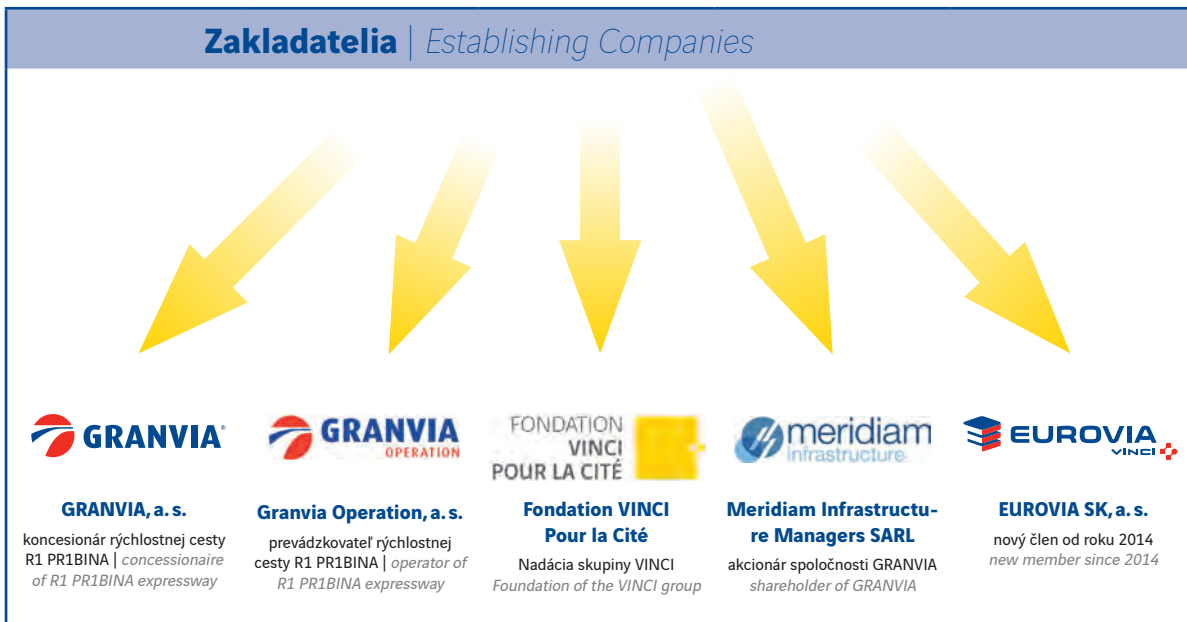 Zakladatelia | Establishing Companies
GRANVIA®
GRANVIA
OPERATION
FONDATION
VINCI
POUR LA CITÉ
meridiam
infrastructure
EUROVIA
VINCI
GRANVIA, a. s.
koncesionár rýchlostnej cesty
R1 PR1BINA | concessionaire
of R1 PR1BINA expressway
Granvia Operation, a. s.
prevádzkovateľ rýchlostnej
cesty R1 PR1BINA | operator of
R1 PR1BINA expressway
Fondation VINCI
Pour la Cité
Nadácia skupiny VINCI
Foundation of the VINCI group
Meridiam Infrastructu-
re Managers SARL
akcionár spoločnosti GRANVIA
shareholder of GRANVIA
EUROVIA SK, a. s.
nový člen od roku 2014
new member since 2014